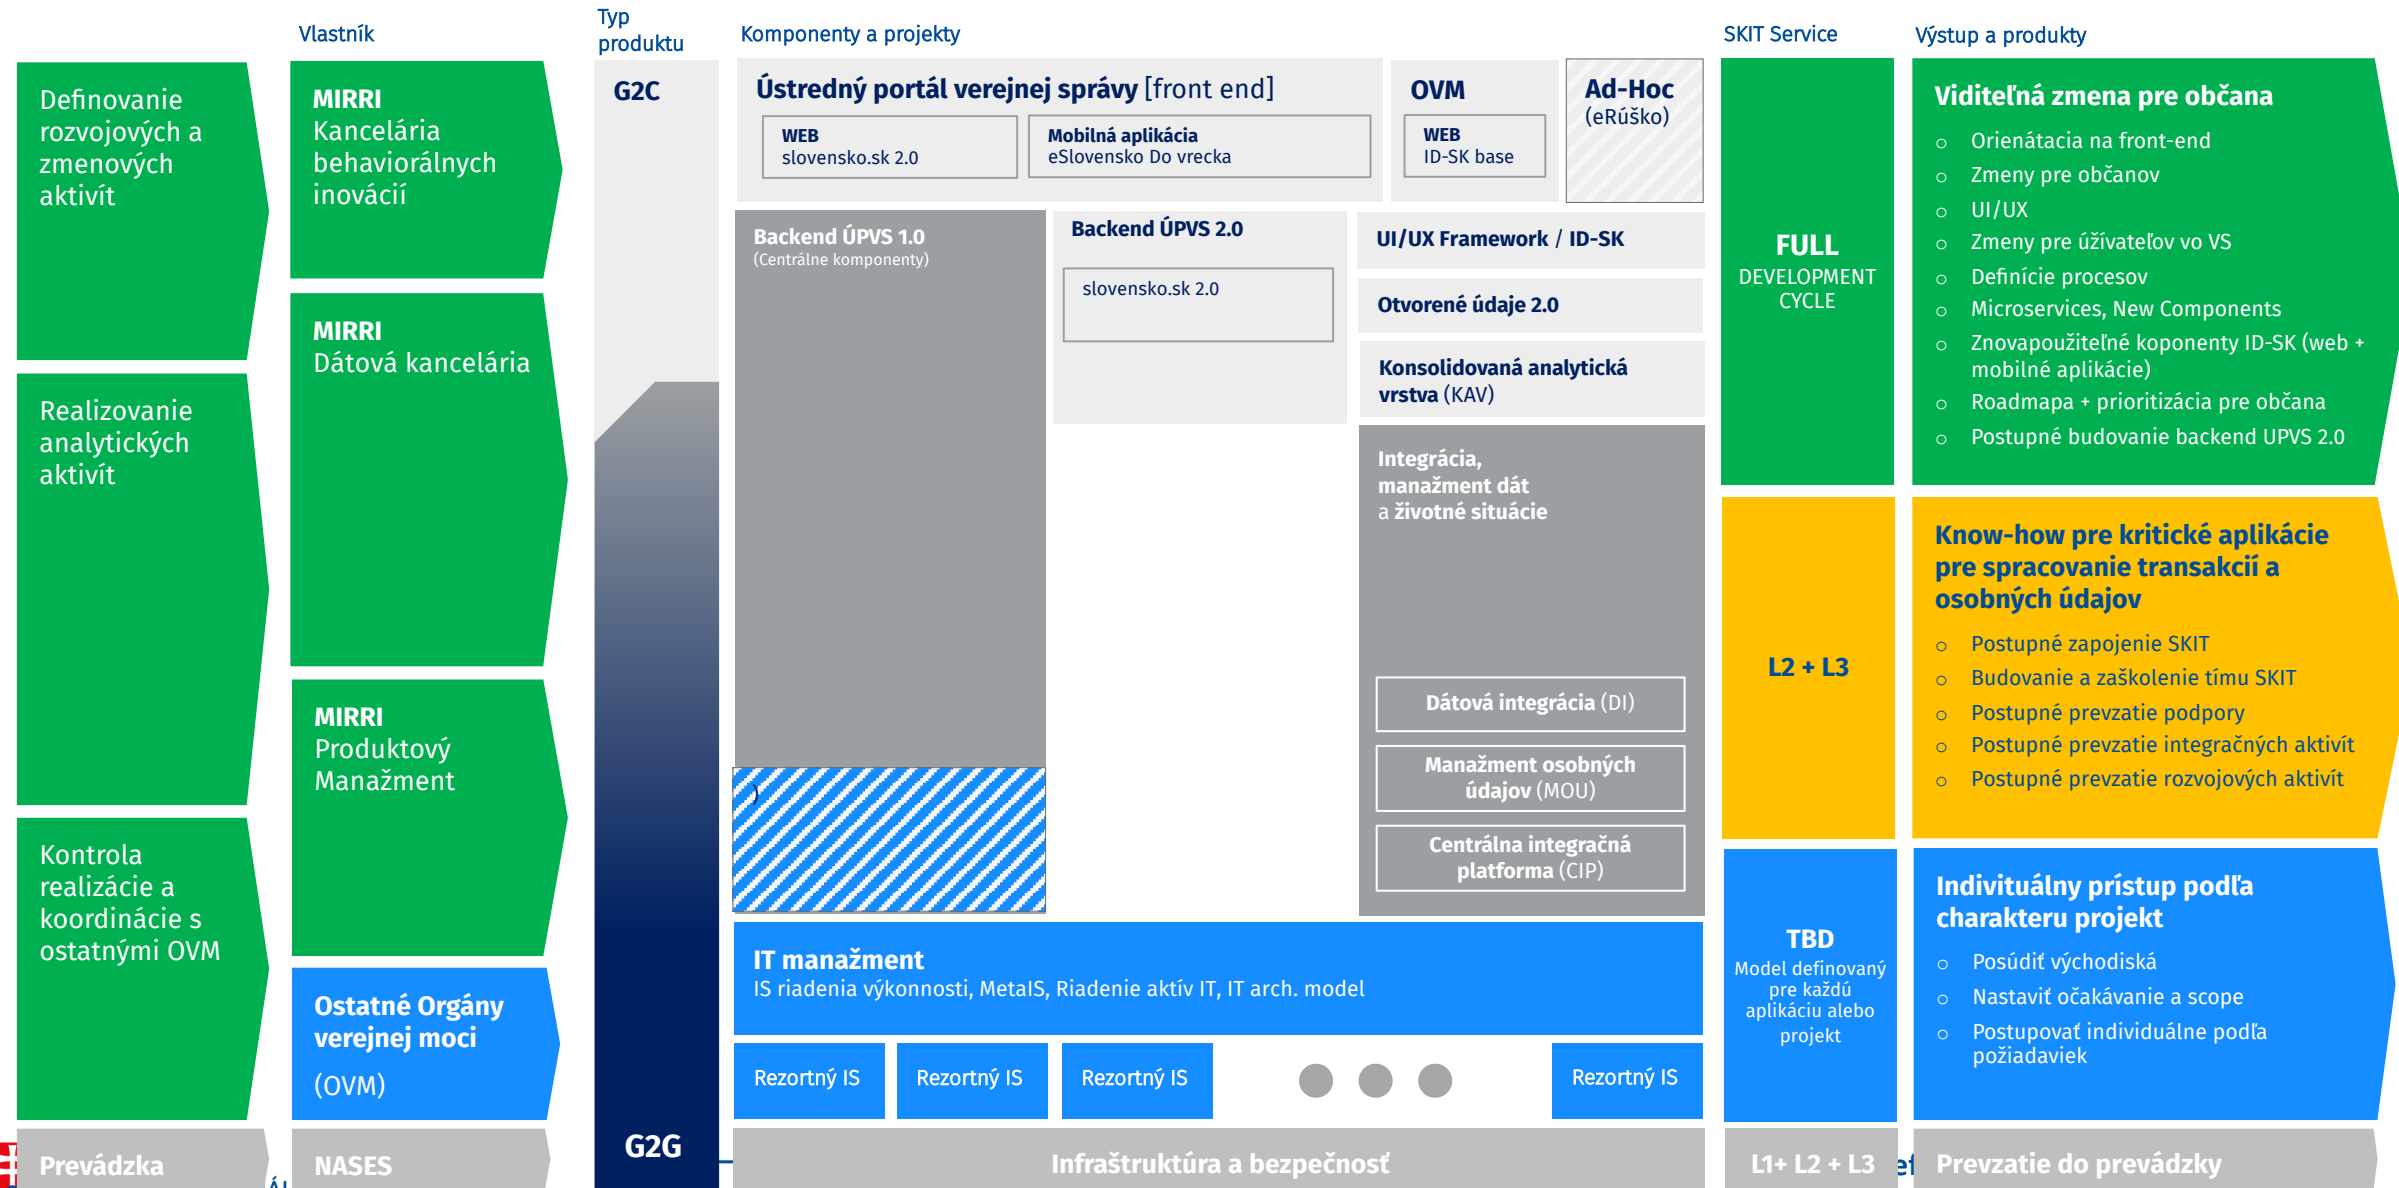 Vlastník
Typ
produktu
Komponenty a projekty
SKIT Service
Výstup a produkty
Definovanie
rozvojových a
zmenových
aktivít
Realizovanie
analytických
aktivít
Kontrola
realizácie a
koordinácie s
ostatnými OVM
Prevádzka
MIRRI
Kancelária
behaviorálnych
inovácií
MIRRI
Dátová kancelária
MIRRI
Produktový
Manažment
Ostatné Orgány
verejnej moci
(OVM)
NASES
G2C
G2G
Ústredný portál verejnej správy [front end]
WEB
slovensko.sk 2.0
Mobilná aplikácia
eSlovensko Do vrecka
OVM
WEB
ID-SK base
Ad-Hoc
(eRúško)
Backend ÚPVS 1.0
(Centrálne komponenty)
)
Backend ÚPVS 2.0
slovensko.sk 2.0
UI/UX Framework / ID-SK
Otvorené údaje 2.0
Konsolidovaná analytická
vrstva (KAV)
Integrácia,
manažment dát
a životné situácie
Dátová integrácia (DI)
Manažment osobných
údajov (MOU)
Centrálna integračná
platforma (CIP)
IT manažment
IS riadenia výkonnosti, MetaIS, Riadenie aktív IT, IT arch. model
Rezortný IS
Rezortný IS
Rezortný IS
Rezortný IS
Infraštruktúra a bezpečnosť
FULL
DEVELOPMENT
CYCLE
L2 + L3
TBD
Model definovaný
pre každú
aplikáciu alebo
projekt
L1+ L2 + L3
Viditeľná zmena pre občana
o Orienátacia na front-end
o Zmeny pre občanov
o UI/UX
o Zmeny pre úžívateľov vo VS
o Definície procesov
o Microservices, New Components
o Znovapoužiteľné koponenty ID-SK (web +
mobilné aplikácie)
o Roadmapa + prioritizácia pre občana
o Postupné budovanie backend UPVS 2.0
Know-how pre kritické aplikácie
pre spracovanie transakcií a
osobných údajov
o Postupné zapojenie SKIT
o Budovanie a zaškolenie tímu SKIT
o Postupné prevzatie podpory
o Postupné prevzatie integračných aktivít
o Postupné prevzatie rozvojových aktivít
Indivituálny prístup podľa
charakteru projekt
o Posúdiť východiská
o Nastaviť očakávanie a scope
o Postupovať individuálne podľa
požiadaviek
Prevzatie do prevádzky